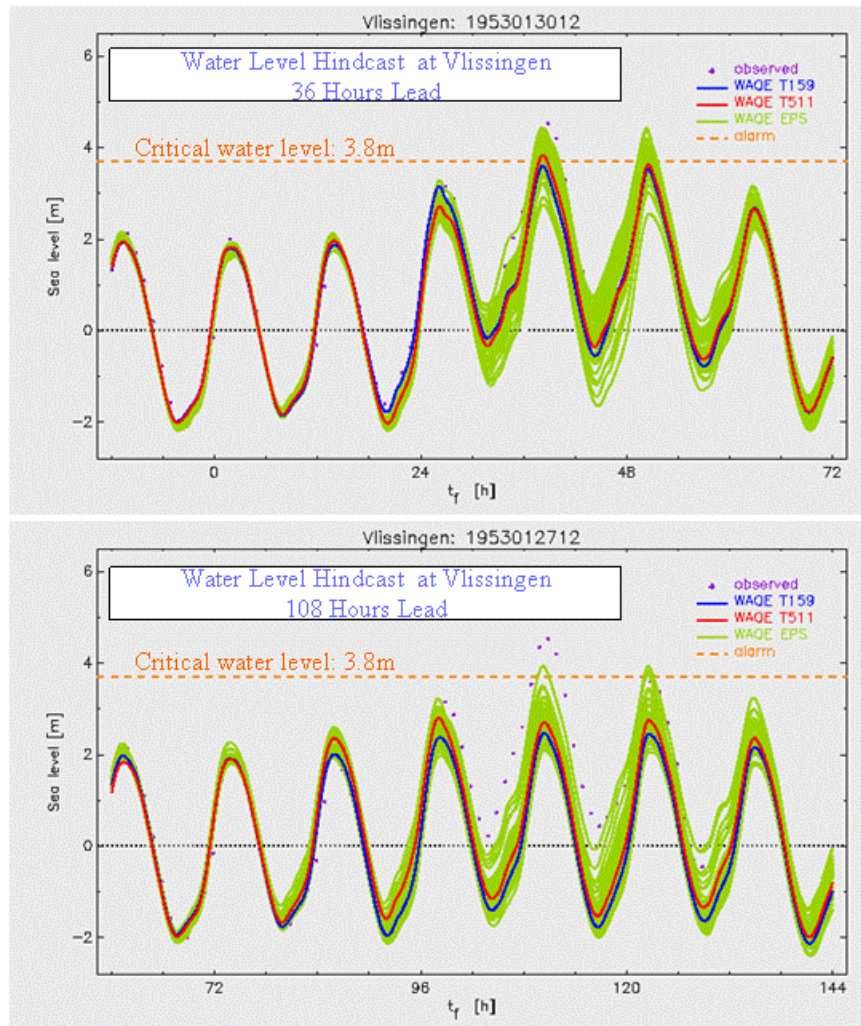 Vlissingen: 1953013012
Water Level Hindcast at Vlissingen
36 Hours Lead
observed
WAQE T159
WAQE T511
WAQE EPS
alarm
Critical water level: 3.8m
6
4
2
0
-2
Sea level [m]
0
24
48
72
t_f [h]
Vlissingen: 1953012712
Water Level Hindcast at Vlissingen
108 Hours Lead
observed
WAQE T159
WAQE T511
WAQE EPS
alarm
Critical water level: 3.8m
6
4
2
0
-2
Sea level [m]
72
96
120
144
t_f [h]